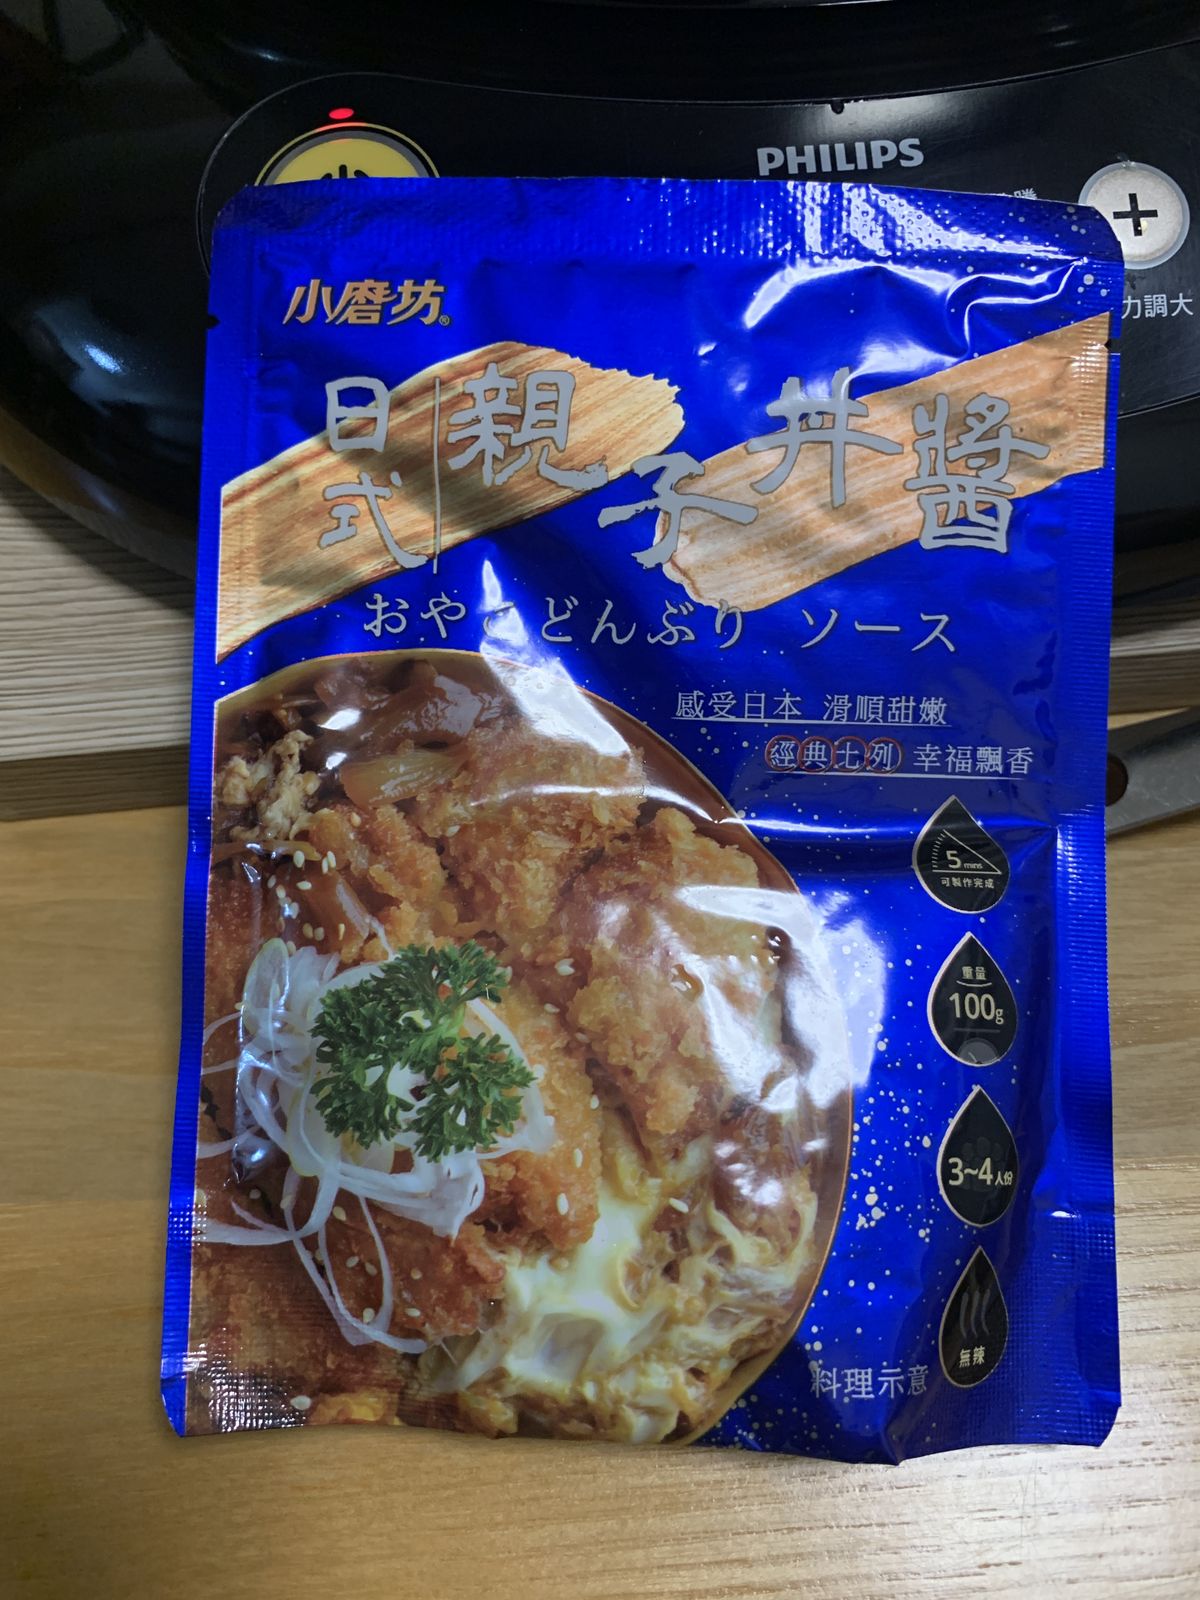 PHILIPS
+
力調大
小磨坊®
日式 親子丼醬
おやこどんぶり ソース
感受日本 滑順甜嫩
經典七列 幸福飄香
5 mins
可製作完成
重量
100g
3~4人份
無辣
料理示意